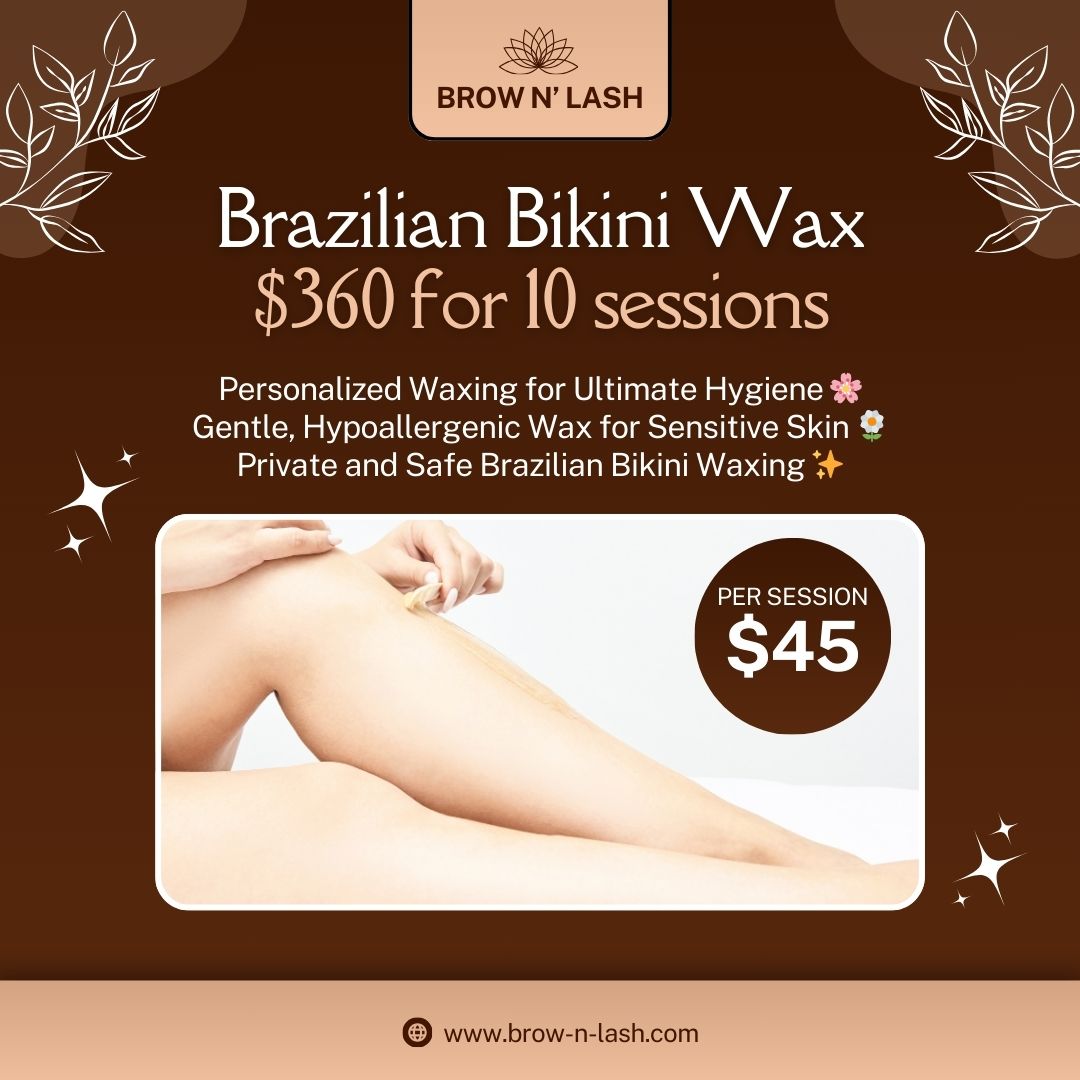 BROW N’ LASH
Brazilian Bikini Wax
$360 for 10 sessions
Personalized Waxing for Ultimate Hygiene 🌸
Gentle, Hypoallergenic Wax for Sensitive Skin 🌼
Private and Safe Brazilian Bikini Waxing ✨
PER SESSION
$45
www.brow-n-lash.com